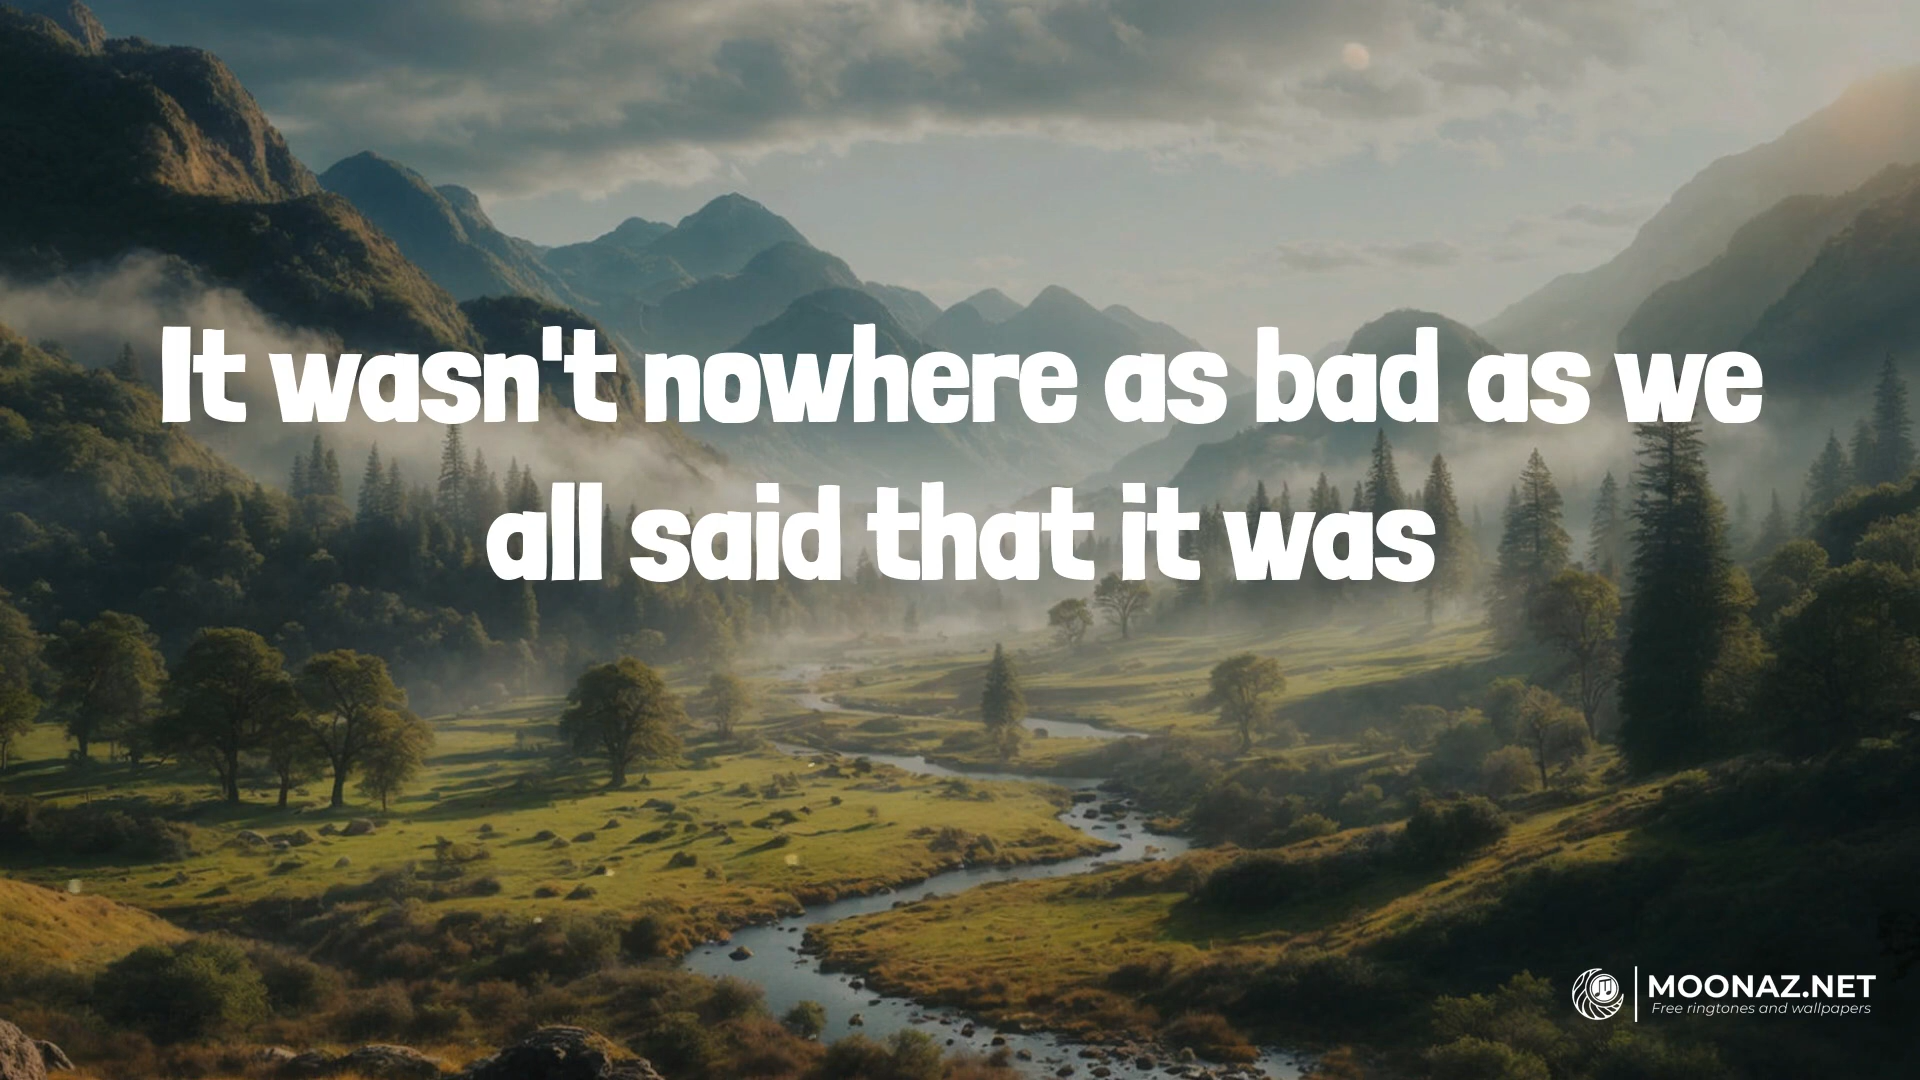 It wasn't nowhere as bad as we
all said that it was
MOONAZ.NET
Free ringtones and wallpapers